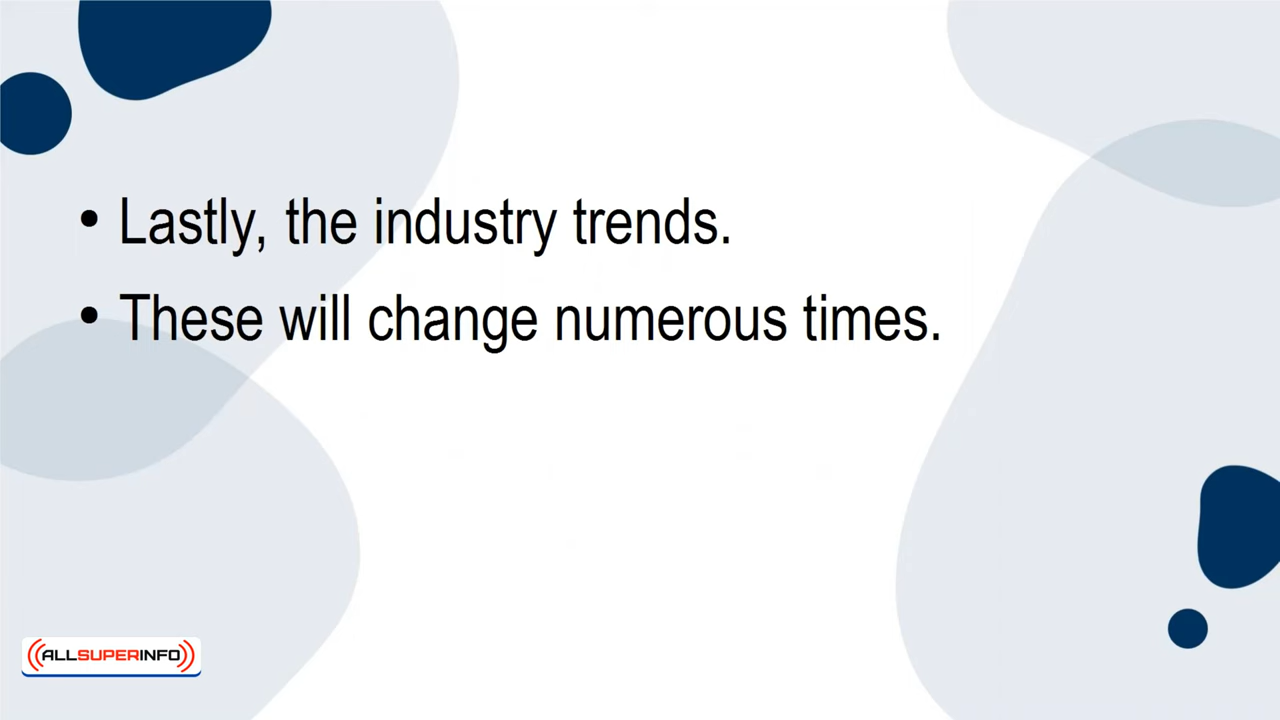 • Lastly, the industry trends.
• These will change numerous times.
ALLSUPERINFO